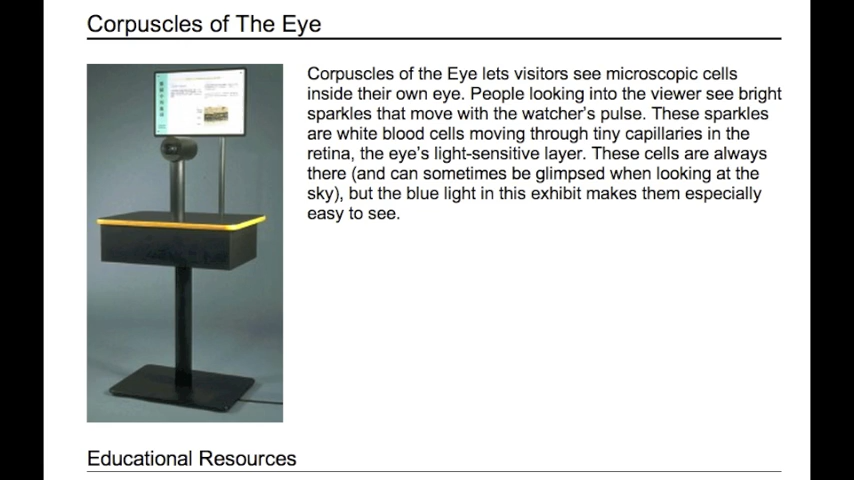 Corpuscles of The Eye
Corpuscles of the Eye lets visitors see microscopic cells
inside their own eye. People looking into the viewer see bright
sparkles that move with the watcher's pulse. These sparkles
are white blood cells moving through tiny capillaries in the
retina, the eye's light-sensitive layer. These cells are always
there (and can sometimes be glimpsed when looking at the
sky), but the blue light in this exhibit makes them especially
easy to see.
Educational Resources